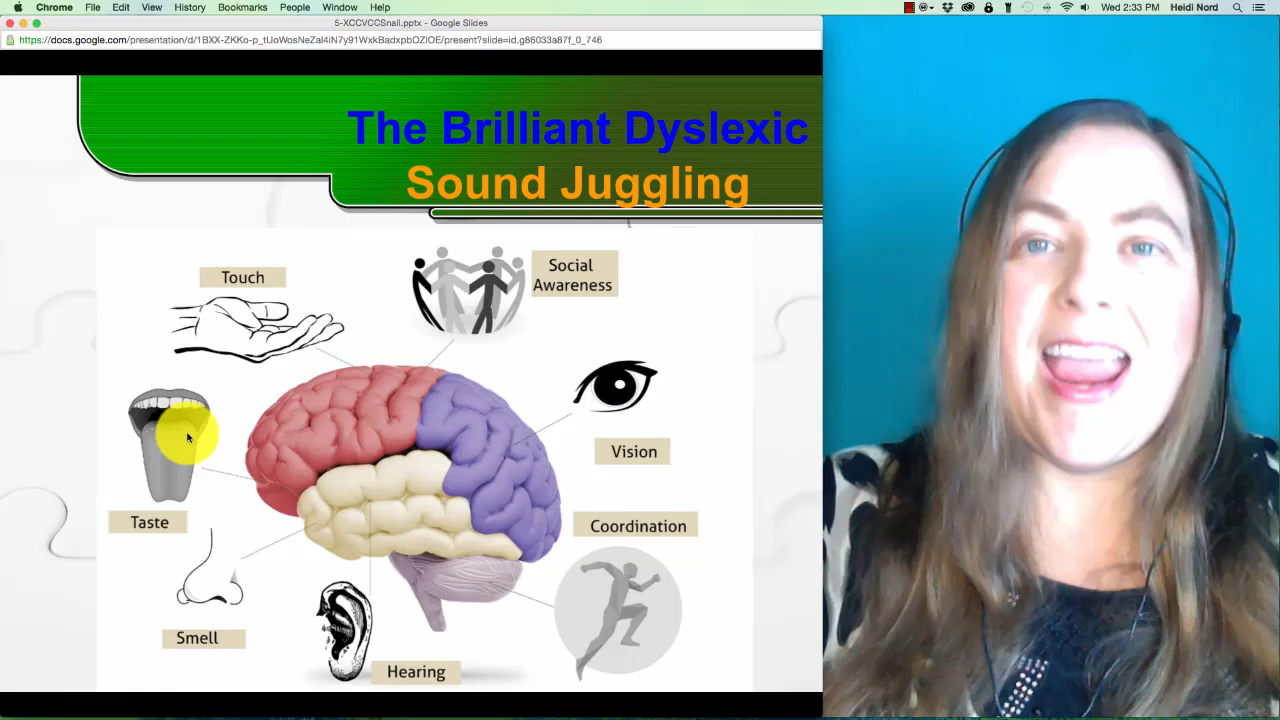 Chrome File Edit View History Bookmarks People Window Help Wed 2:33 PM Heidi Nord
5-XCCVCCSnail.pptx - Google Slides
https://docs.google.com/presentation/d/1BXX-ZKKo-p_tUoWosNeZal4iN7y91WxkBadxpbOZiOE/present?slide=id.g86033a87f_0_746
The Brilliant Dyslexic
Sound Juggling
Touch
Social
Awareness
Vision
Taste
Coordination
Smell
Hearing